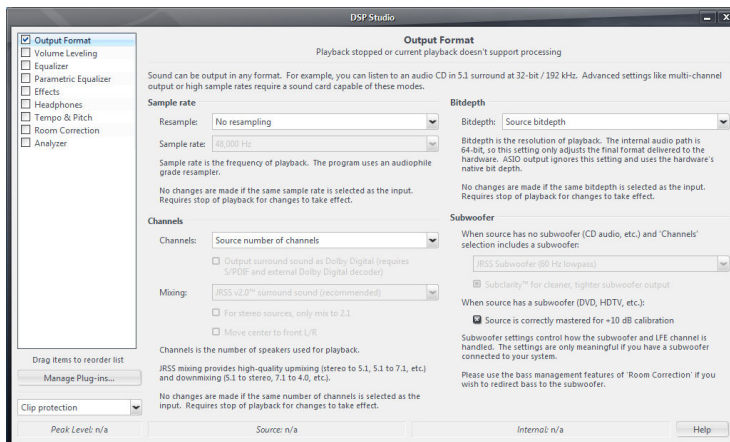 DSP Studio
Output Format
Volume Leveling
Equalizer
Parametric Equalizer
Effects
Headphones
Tempo & Pitch
Room Correction
Analyzer
Drag items to reorder list
Manage Plug-ins...
Clip protection
Output Format
Playback stopped or current playback doesn't support processing
Sound can be output in any format. For example, you can listen to an audio CD in 5.1 surround at 32-bit / 192 kHz. Advanced settings like multi-channel
output or high sample rates require a sound card capable of these modes.
Sample rate
Resample: No resampling
Sample rate: 48,000 Hz
Sample rate is the frequency of playback. The program uses an audiophile
grade resampler.
No changes are made if the same sample rate is selected as the input.
Requires stop of playback for changes to take effect.
Channels
Channels: Source number of channels
Output surround sound as Dolby Digital (requires
S/PDIF and external Dolby Digital decoder)
Mixing: JRSS v2.0™ surround sound (recommended)
For stereo sources, only mix to 2.1
Move center to front L/R
Channels is the number of speakers used for playback.
JRSS mixing provides high-quality upmixing (stereo to 5.1, 5.1 to 7.1, etc.)
and downmixing (5.1 to stereo, 7.1 to 4.0, etc.).
No changes are made if the same number of channels is selected as the
input. Requires stop of playback for changes to take effect.
Bitdepth
Bitdepth: Source bitdepth
Bitdepth is the resolution of playback. The internal audio path is
64-bit, so this setting only adjusts the final format delivered to the
hardware. ASIO output ignores this setting and uses the hardware's
native bit depth.
No changes are made if the same bitdepth is selected as the input.
Requires stop of playback for changes to take effect.
Subwoofer
When source has no subwoofer (CD audio, etc.) and 'Channels'
selection includes a subwoofer:
JRSS Subwoofer (80 Hz lowpass)
Subclarity™ for cleaner, tighter subwoofer output
When source has a subwoofer (DVD, HDTV, etc.):
Source is correctly mastered for +10 dB calibration
Subwoofer settings control how the subwoofer and LFE channel is
handled. The settings are only meaningful if you have a subwoofer
connected to your system.
Please use the bass management features of 'Room Correction' if you
wish to redirect bass to the subwoofer.
Peak Level: n/a
Source: n/a
Internal: n/a
Help